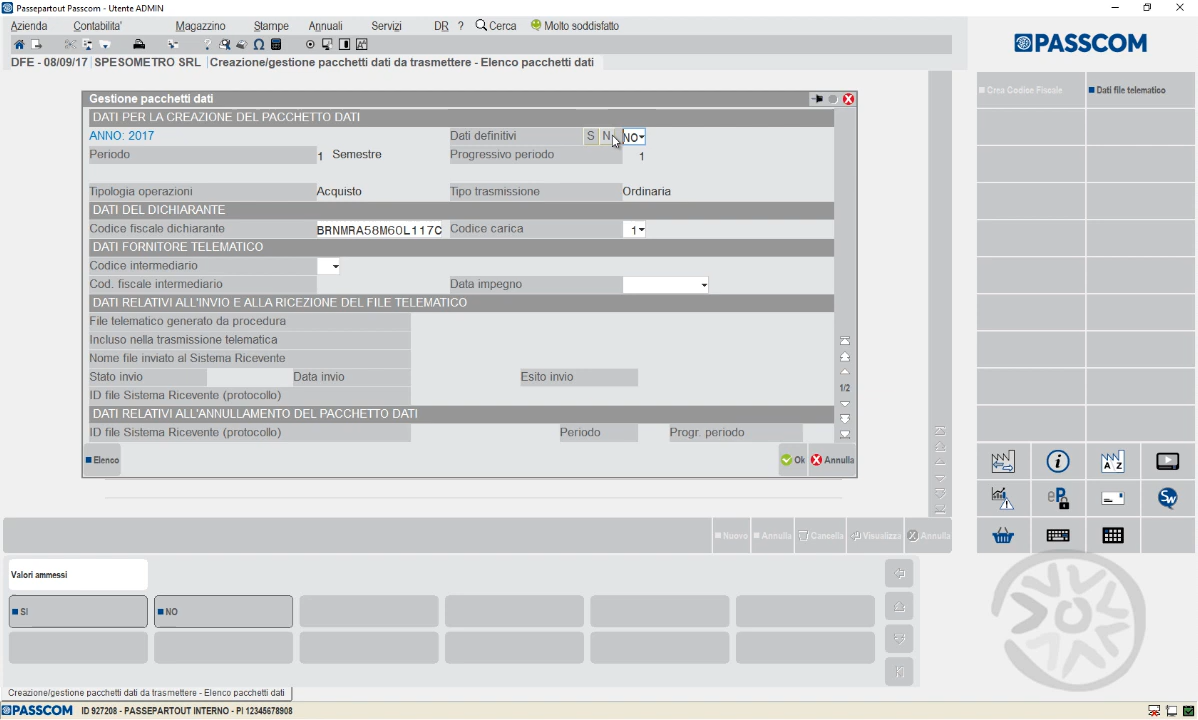 Passepartout Passcom - Utente ADMIN
Azienda Contabilita' Magazzino Stampe Annuali Servizi DR ? Cerca Molto soddisfatto
DFE - 08/09/17 SPESOMETRO SRL Creazione/gestione pacchetti dati da trasmettere - Elenco pacchetti dati
PASSCOM
Crea Codice Fiscale Dati file telematico
Gestione pacchetti dati
DATI PER LA CREAZIONE DEL PACCHETTO DATI
ANNO: 2017 Dati definitivi S N NO
Periodo 1 Semestre Progressivo periodo 1
Tipologia operazioni Acquisto Tipo trasmissione Ordinaria
DATI DEL DICHIARANTE
Codice fiscale dichiarante BRNMRA58M60L117C Codice carica 1
DATI FORNITORE TELEMATICO
Codice intermediario
Cod. fiscale intermediario Data impegno
DATI RELATIVI ALL'INVIO E ALLA RICEZIONE DEL FILE TELEMATICO
File telematico generato da procedura
Incluso nella trasmissione telematica
Nome file inviato al Sistema Ricevente
Stato invio Data invio Esito invio
1/2
ID file Sistema Ricevente (protocollo)
DATI RELATIVI ALL'ANNULLAMENTO DEL PACCHETTO DATI
ID file Sistema Ricevente (protocollo) Periodo Progr. periodo
Elenco Ok Annulla
Nuovo Annulla Cancella Visualizza Annulla
Valori ammessi
SI NO
Creazione/gestione pacchetti dati da trasmettere - Elenco pacchetti dati
PASSCOM ID 927208 - PASSEPARTOUT INTERNO - PI 12345678908